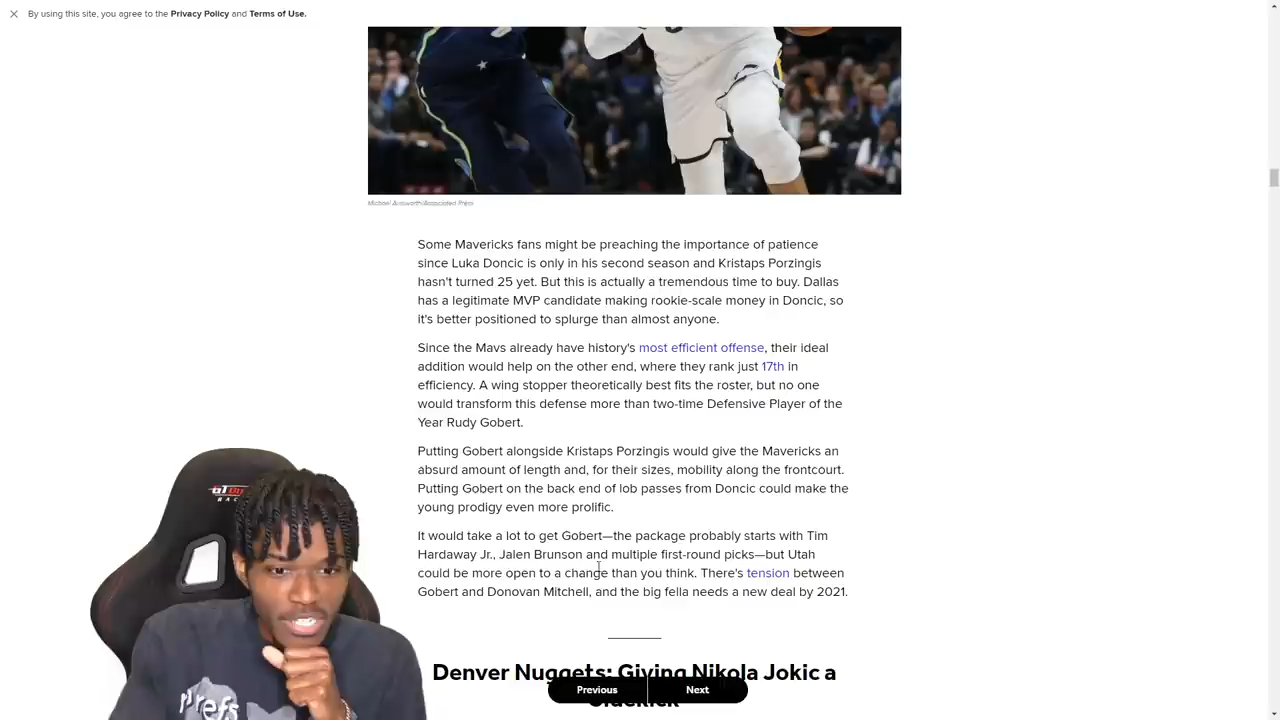 By using this site, you agree to the Privacy Policy and Terms of Use.
Michael Ainsworth/Associated Press
Some Mavericks fans might be preaching the importance of patience
since Luka Doncic is only in his second season and Kristaps Porzingis
hasn't turned 25 yet. But this is actually a tremendous time to buy. Dallas
has a legitimate MVP candidate making rookie-scale money in Doncic, so
it's better positioned to splurge than almost anyone.
Since the Mavs already have history's most efficient offense, their ideal
addition would help on the other end, where they rank just 17th in
efficiency. A wing stopper theoretically best fits the roster, but no one
would transform this defense more than two-time Defensive Player of the
Year Rudy Gobert.
Putting Gobert alongside Kristaps Porzingis would give the Mavericks an
absurd amount of length and, for their sizes, mobility along the frontcourt.
Putting Gobert on the back end of lob passes from Doncic could make the
young prodigy even more prolific.
It would take a lot to get Gobert—the package probably starts with Tim
Hardaway Jr., Jalen Brunson and multiple first-round picks—but Utah
could be more open to a change than you think. There's tension between
Gobert and Donovan Mitchell, and the big fella needs a new deal by 2021.
Denver Nuggets: Giving Nikola Jokic a
Sidekick
Previous
Next
GT
RAC
refs